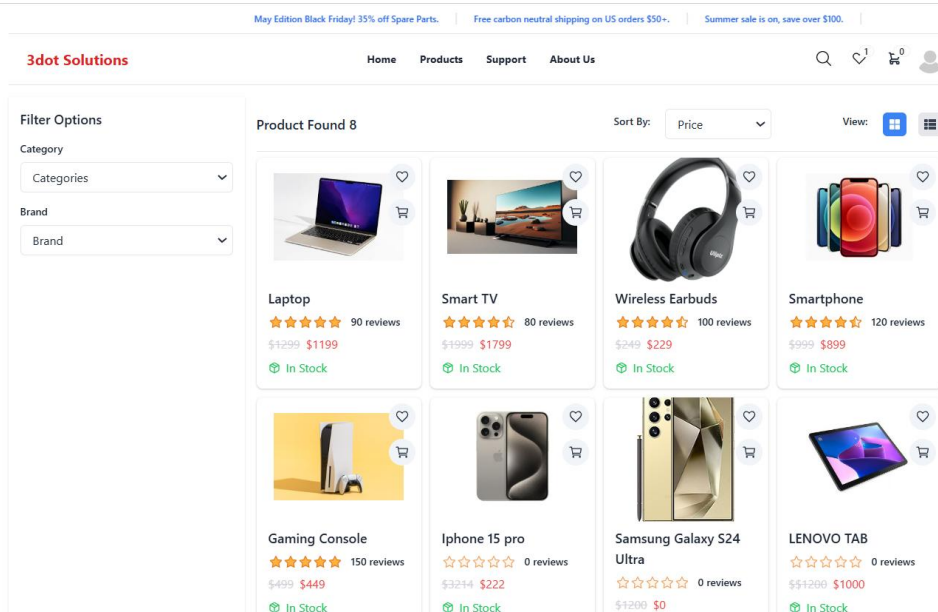 May Edition Black Friday! 35% off Spare Parts. Free carbon neutral shipping on US orders $50+. Summer sale is on, save over $100.
3dot Solutions Home Products Support About Us 1 0
Filter Options
Category
Categories
Brand
Brand
Product Found 8 Sort By: Price View:
Laptop
90 reviews
$1299 $1199
In Stock
Smart TV
80 reviews
$1999 $1799
In Stock
Wireless Earbuds
100 reviews
$249 $229
In Stock
Smartphone
120 reviews
$999 $899
In Stock
Gaming Console
150 reviews
$499 $449
In Stock
Iphone 15 pro
0 reviews
$3214 $222
In Stock
Samsung Galaxy S24
Ultra
0 reviews
$1200 $0
LENOVO TAB
0 reviews
$$1200 $1000
In Stock